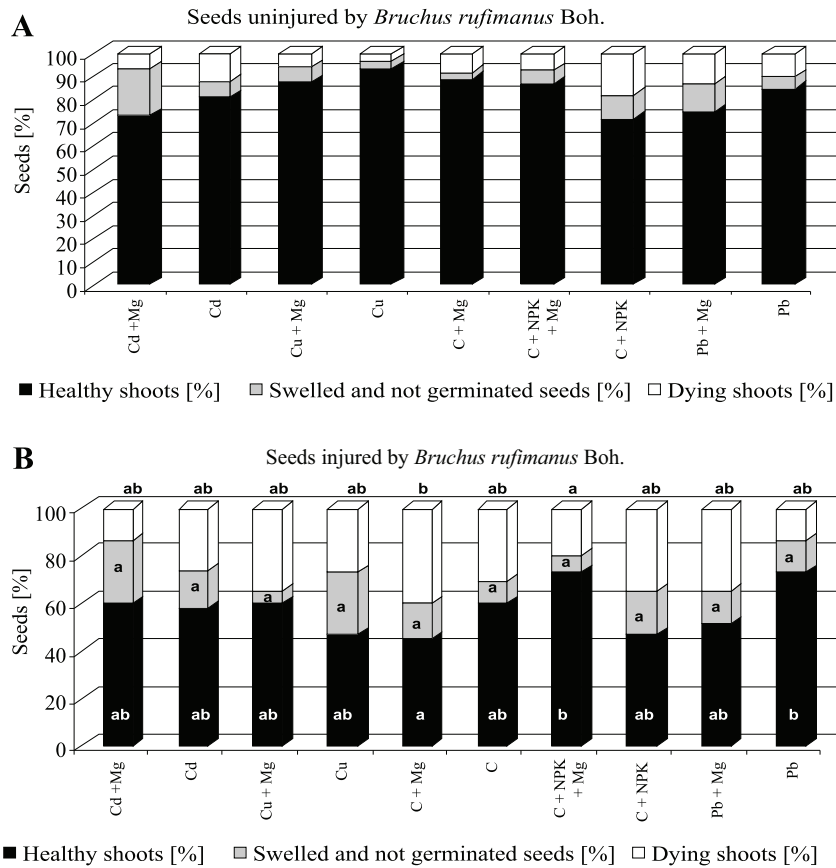 A
Seeds uninjured by Bruchus rufimanus Boh.
Seeds [%]
100
90
80
70
60
50
40
30
20
10
0
Cd +Mg
Cd
Cu + Mg
Cu
C + Mg
C + NPK
+ Mg
C + NPK
Pb + Mg
Pb
Healthy shoots [%] Swelled and not germinated seeds [%] Dying shoots [%]
B
Seeds injured by Bruchus rufimanus Boh.
ab ab ab ab b ab a ab ab ab
Seeds [%]
100
80
60
40
20
0
a a a a a a a a a a
ab ab ab ab a ab b ab ab b
Cd +Mg
Cd
Cu + Mg
Cu
C + Mg
C
C + NPK
+ Mg
C + NPK
Pb + Mg
Pb
Healthy shoots [%] Swelled and not germinated seeds [%] Dying shoots [%]